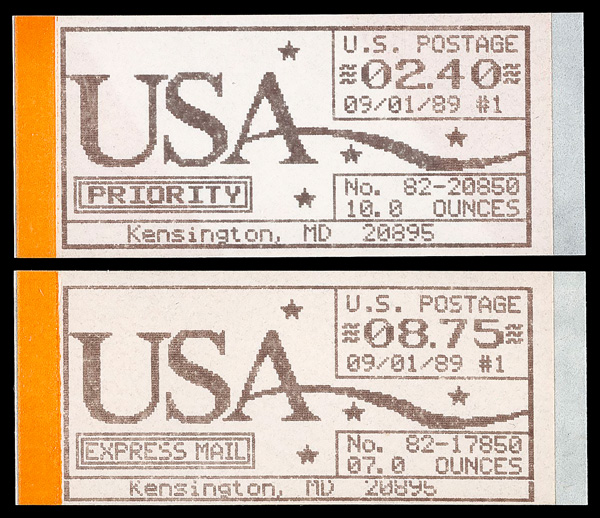 U.S. POSTAGE
USA
02.40
09/01/89 #1
No. 82-20850
PRIORITY
10.0 OUNCES
Kensington, MD 20895
U.S. POSTAGE
USA
08.75
09/01/89 #1
No. 82-17850
EXPRESS MAIL
07.0 OUNCES
Kensington, MD 20895